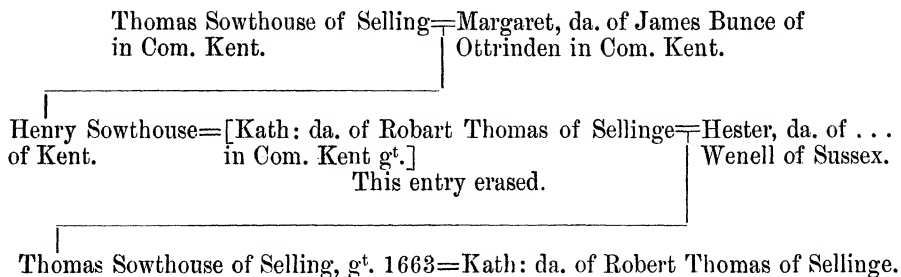 Thomas Sowthouse of Selling=Margaret, da. of James Bunce of
in Com. Kent. Ottrinden in Com. Kent.
Henry Sowthouse=[Kath: da. of Robart Thomas of Sellinge=Hester, da. of ...
of Kent. in Com. Kent gt.] Wenell of Sussex.
This entry erased.
Thomas Sowthouse of Selling, gt. 1663=Kath: da. of Robert Thomas of Sellinge.